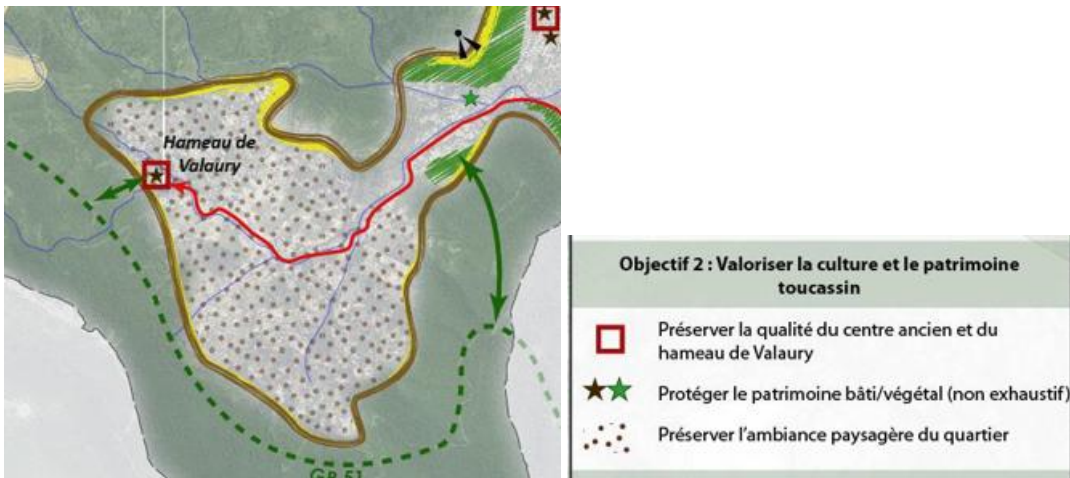 Hameau de
Valaury
GR 51
Objectif 2 : Valoriser la culture et le patrimoine
toucassin
Préserver la qualité du centre ancien et du
hameau de Valaury
Protéger le patrimoine bâti/végétal (non exhaustif)
Préserver l'ambiance paysagère du quartier